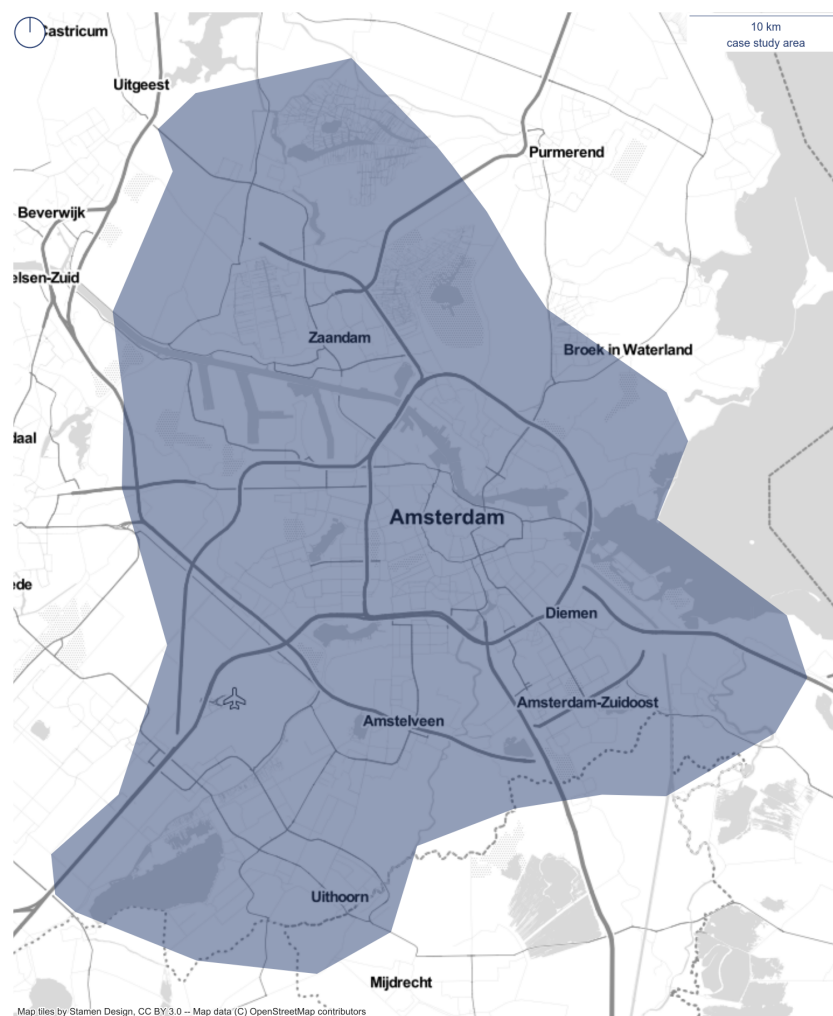 Castricum
10 km
case study area
Uitgeest
Purmerend
Beverwijk
elsen-Zuid
Zaandam
Broek in Waterland
daal
Amsterdam
ede
Diemen
Amsterdam-Zuidoost
Amstelveen
Uithoorn
Mijdrecht
Map tiles by Stamen Design, CC BY 3.0 -- Map data (C) OpenStreetMap contributors